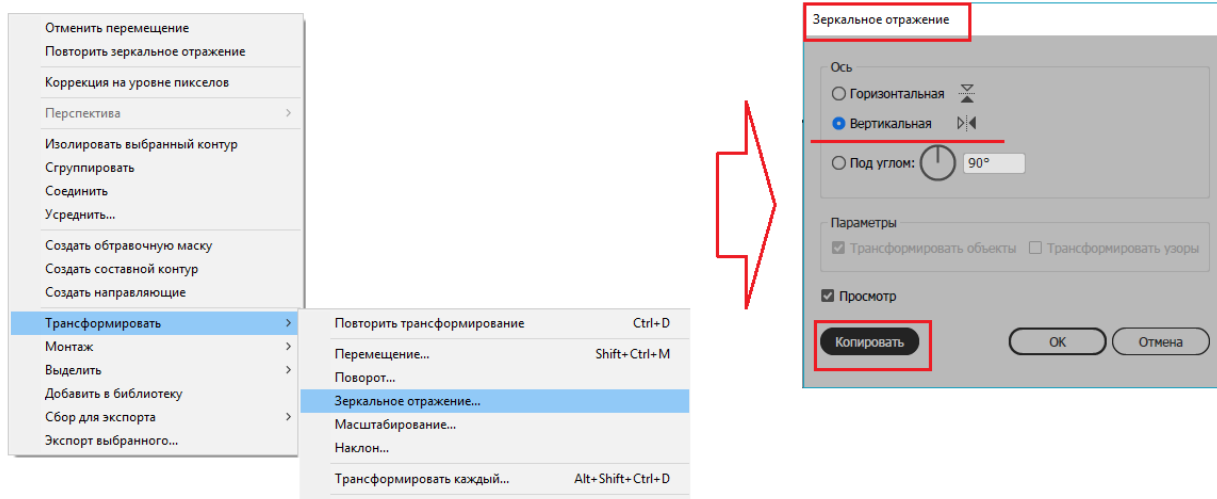 Отменить перемещение
Повторить зеркальное отражение
Коррекция на уровне пикселов
Перспектива
Изолировать выбранный контур
Сгруппировать
Соединить
Усреднить...
Создать обтравочную маску
Создать составной контур
Создать направляющие
Трансформировать
Монтаж
Выделить
Добавить в библиотеку
Сбор для экспорта
Экспорт выбранного...
Повторить трансформирование Ctrl+D
Перемещение... Shift+Ctrl+M
Поворот...
Зеркальное отражение...
Масштабирование...
Наклон...
Трансформировать каждый... Alt+Shift+Ctrl+D
Зеркальное отражение
Ось
Горизонтальная
Вертикальная
Под углом: 90°
Параметры
Трансформировать объекты Трансформировать узоры
Просмотр
Копировать ОК Отмена